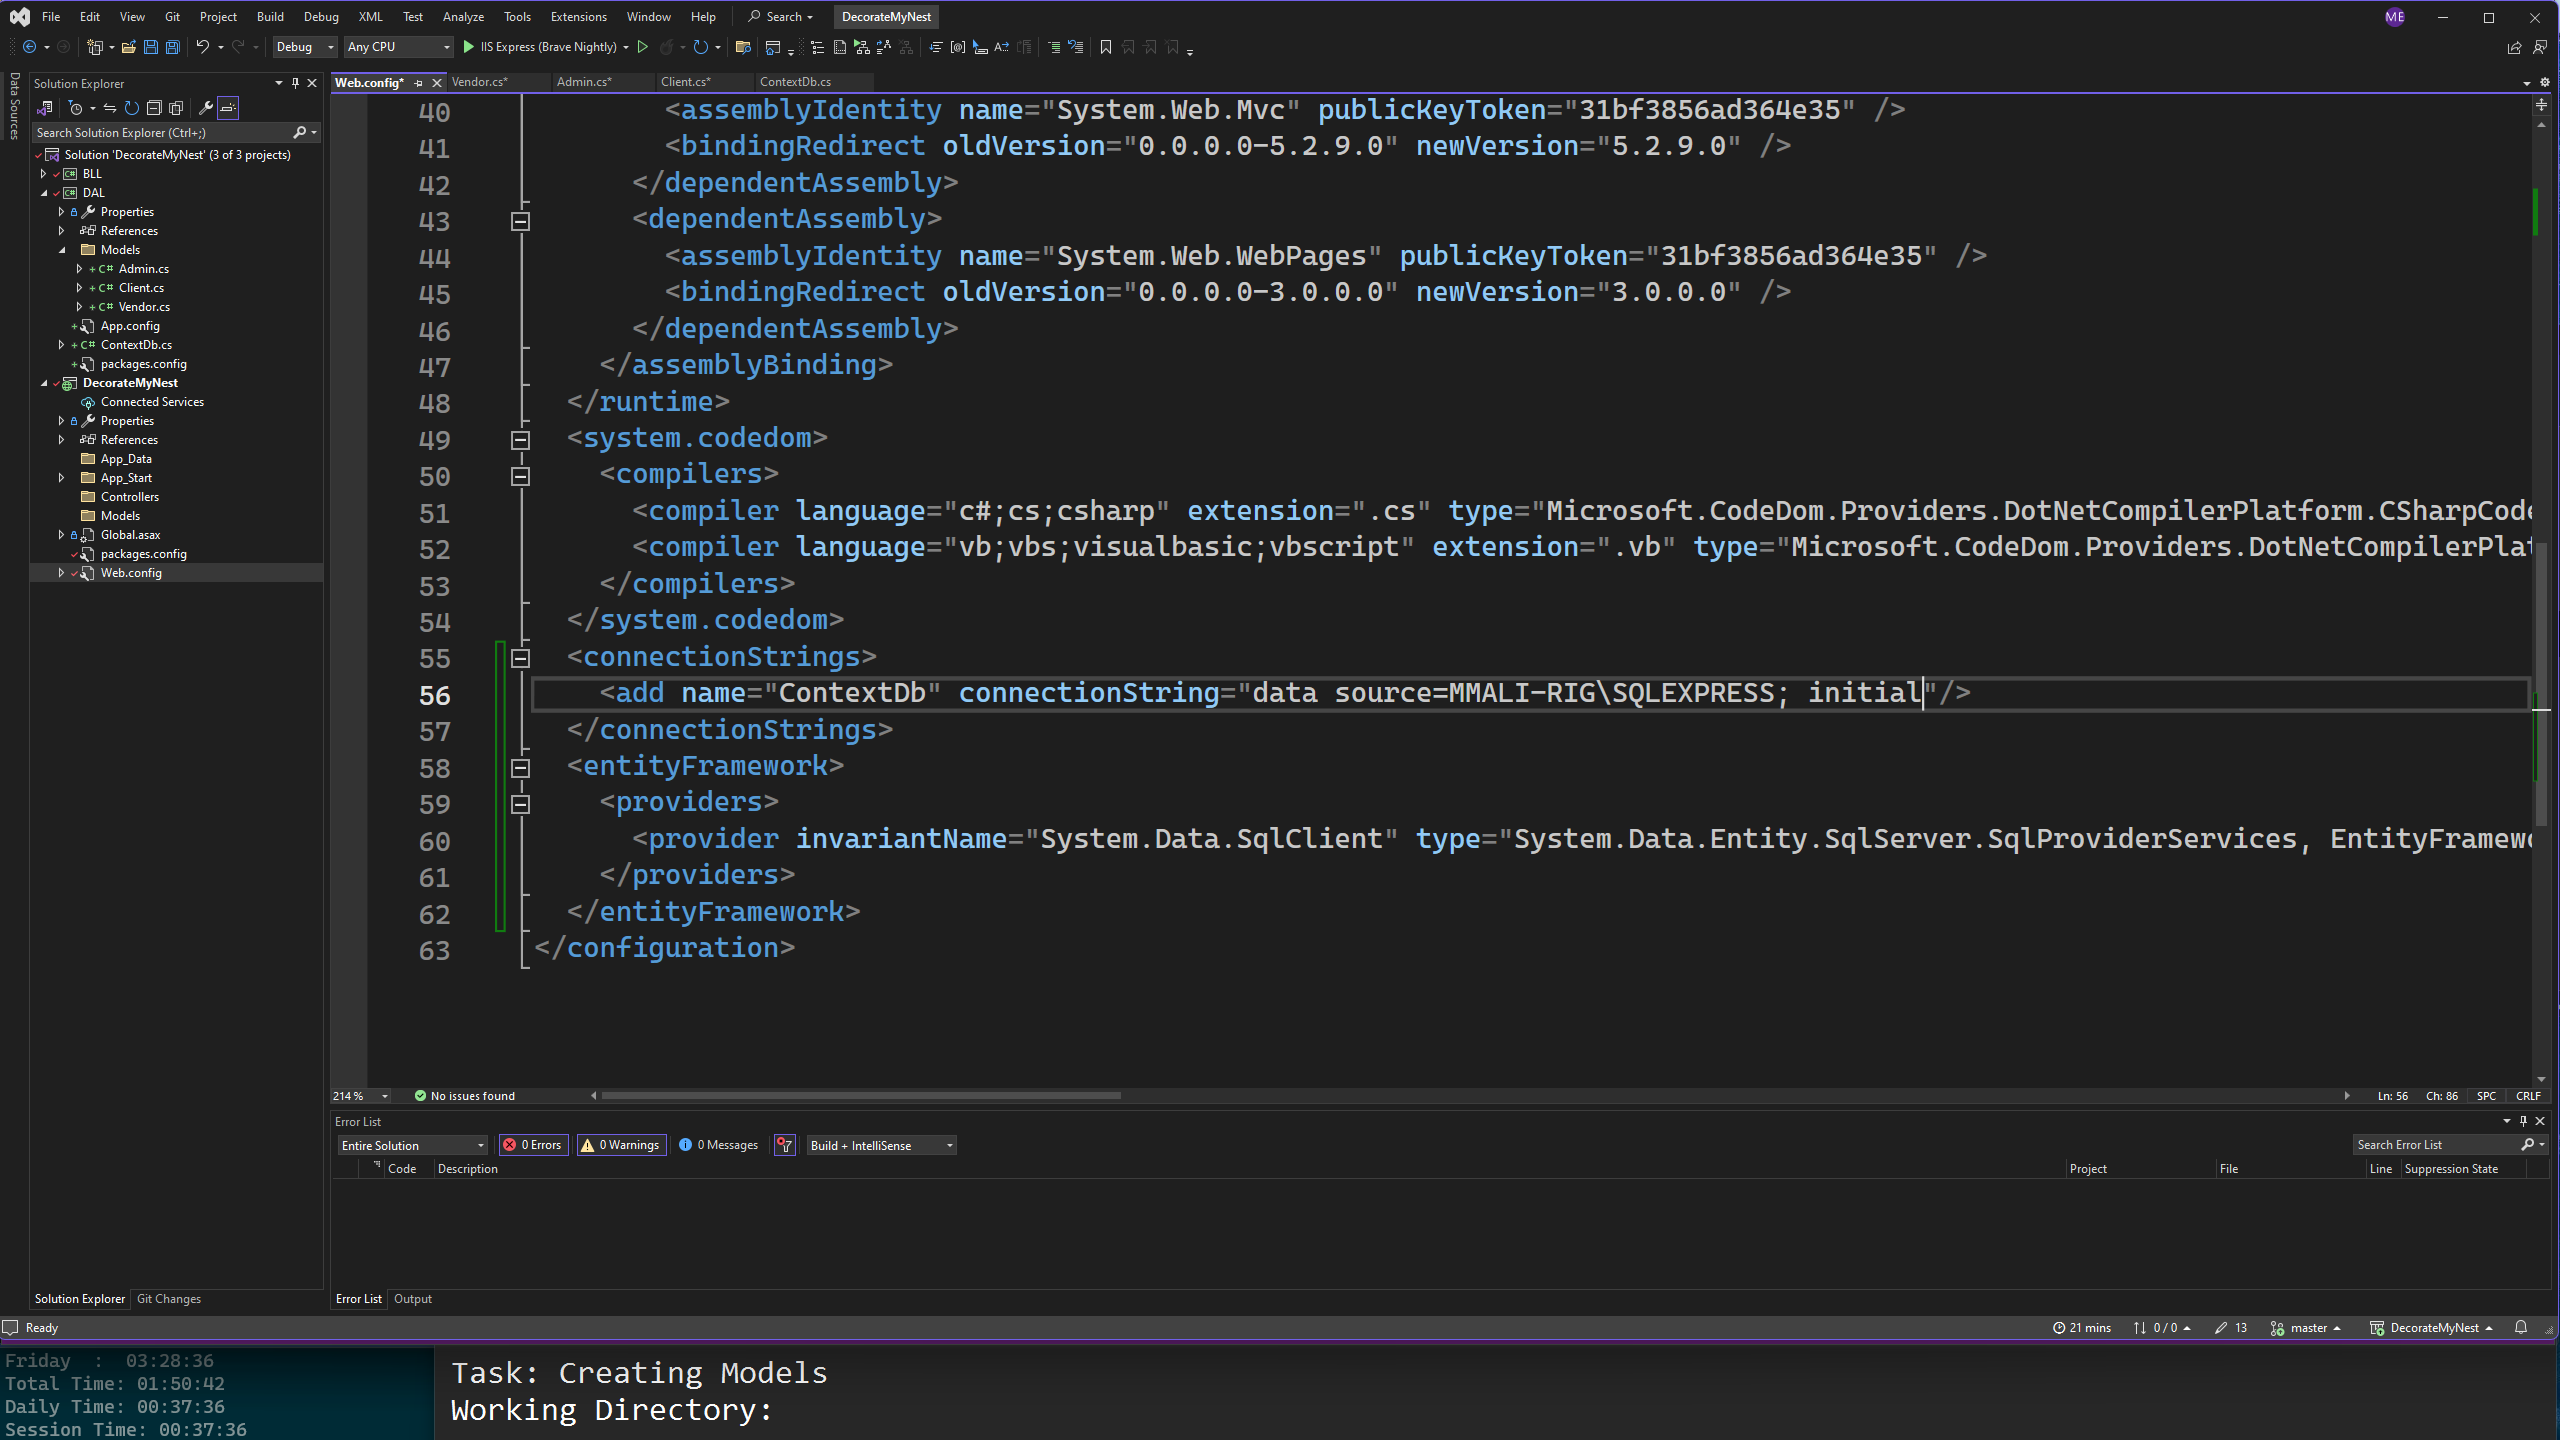 File Edit View Git Project Build Debug XML Test Analyze Tools Extensions Window Help Search DecorateMyNest ME
Debug Any CPU IIS Express (Brave Nightly)
Data Sources
Solution Explorer
Search Solution Explorer (Ctrl+;)
Solution 'DecorateMyNest' (3 of 3 projects)
C# BLL
C# DAL
Properties
References
Models
C# Admin.cs
C# Client.cs
C# Vendor.cs
App.config
C# ContextDb.cs
packages.config
DecorateMyNest
Connected Services
Properties
References
App_Data
App_Start
Controllers
Models
Global.asax
packages.config
Web.config
Solution Explorer Git Changes
Web.config* Vendor.cs* Admin.cs* Client.cs* ContextDb.cs
40 <assemblyIdentity name="System.Web.Mvc" publicKeyToken="31bf3856ad364e35" />
41 <bindingRedirect oldVersion="0.0.0.0-5.2.9.0" newVersion="5.2.9.0" />
42 </dependentAssembly>
43 <dependentAssembly>
44 <assemblyIdentity name="System.Web.WebPages" publicKeyToken="31bf3856ad364e35" />
45 <bindingRedirect oldVersion="0.0.0.0-3.0.0.0" newVersion="3.0.0.0" />
46 </dependentAssembly>
47 </assemblyBinding>
48 </runtime>
49 <system.codedom>
50 <compilers>
51 <compiler language="c#;cs;csharp" extension=".cs" type="Microsoft.CodeDom.Providers.DotNetCompilerPlatform.CSharpCode
52 <compiler language="vb;vbs;visualbasic;vbscript" extension=".vb" type="Microsoft.CodeDom.Providers.DotNetCompilerPlat
53 </compilers>
54 </system.codedom>
55 <connectionStrings>
56 <add name="ContextDb" connectionString="data source=MMALI-RIG\SQLEXPRESS; initial"/>
57 </connectionStrings>
58 <entityFramework>
59 <providers>
60 <provider invariantName="System.Data.SqlClient" type="System.Data.Entity.SqlServer.SqlProviderServices, EntityFramewo
61 </providers>
62 </entityFramework>
63 </configuration>
214 % No issues found Ln: 56 Ch: 86 SPC CRLF
Error List
Entire Solution 0 Errors 0 Warnings 0 Messages Build + IntelliSense Search Error List
Code Description Project File Line Suppression State
Error List Output
Ready 21 mins 0 / 0 13 master DecorateMyNest
Friday : 03:28:36
Total Time: 01:50:42
Daily Time: 00:37:36
Session Time: 00:37:36
Task: Creating Models
Working Directory: